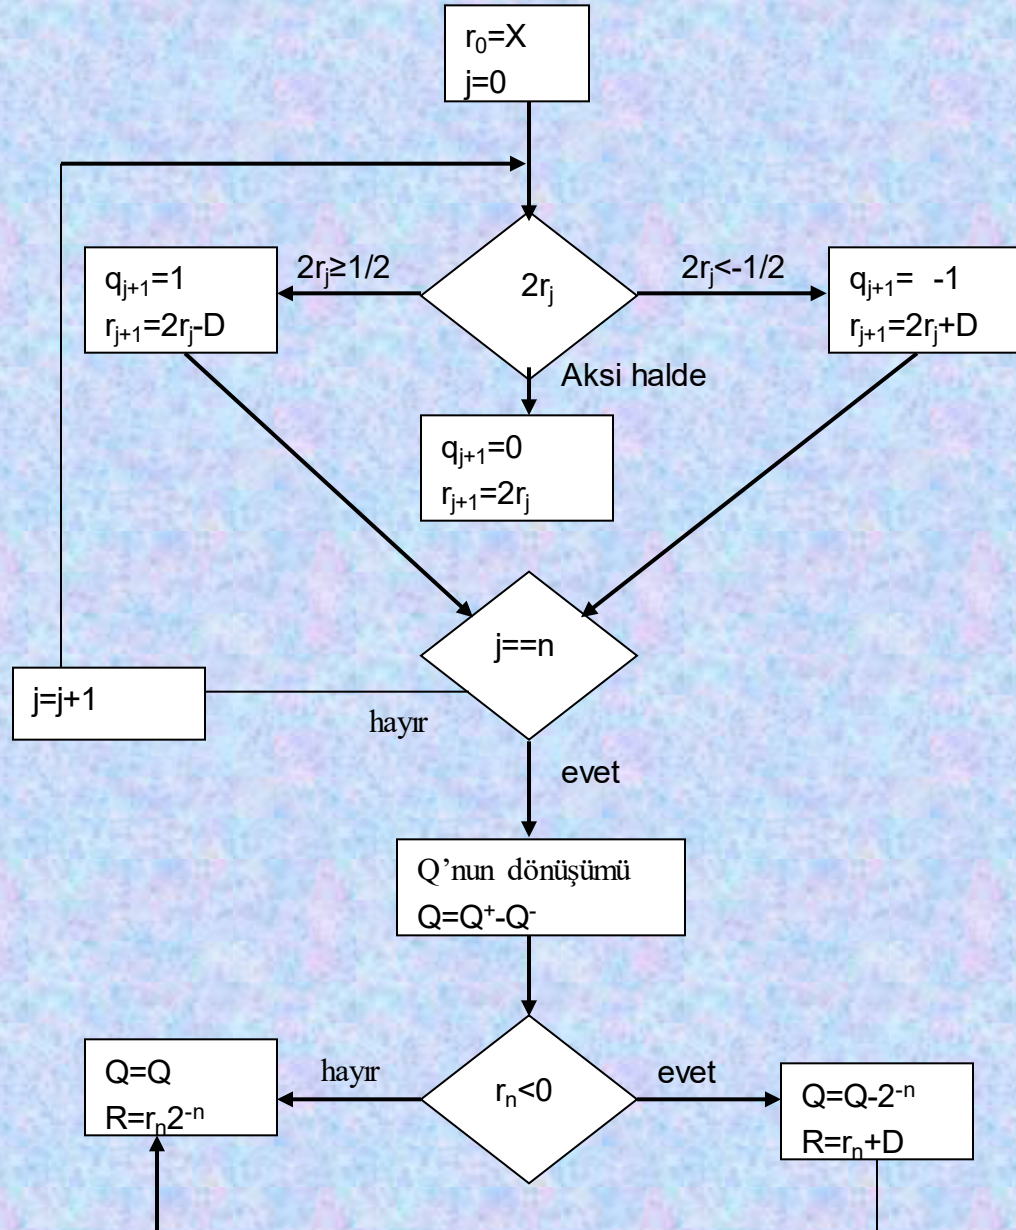 r₀=X
j=0
2rⱼ≥1/2
2rⱼ
2rⱼ<-1/2
qⱼ₊₁=1
rⱼ₊₁=2rⱼ-D
qⱼ₊₁= -1
rⱼ₊₁=2rⱼ+D
Aksi halde
qⱼ₊₁=0
rⱼ₊₁=2rⱼ
j==n
j=j+1
hayır
evet
Q’nun dönüşümü
Q=Q⁺-Q⁻
rₙ<0
hayır
evet
Q=Q
R=rₙ2⁻ⁿ
Q=Q-2⁻ⁿ
R=rₙ+D